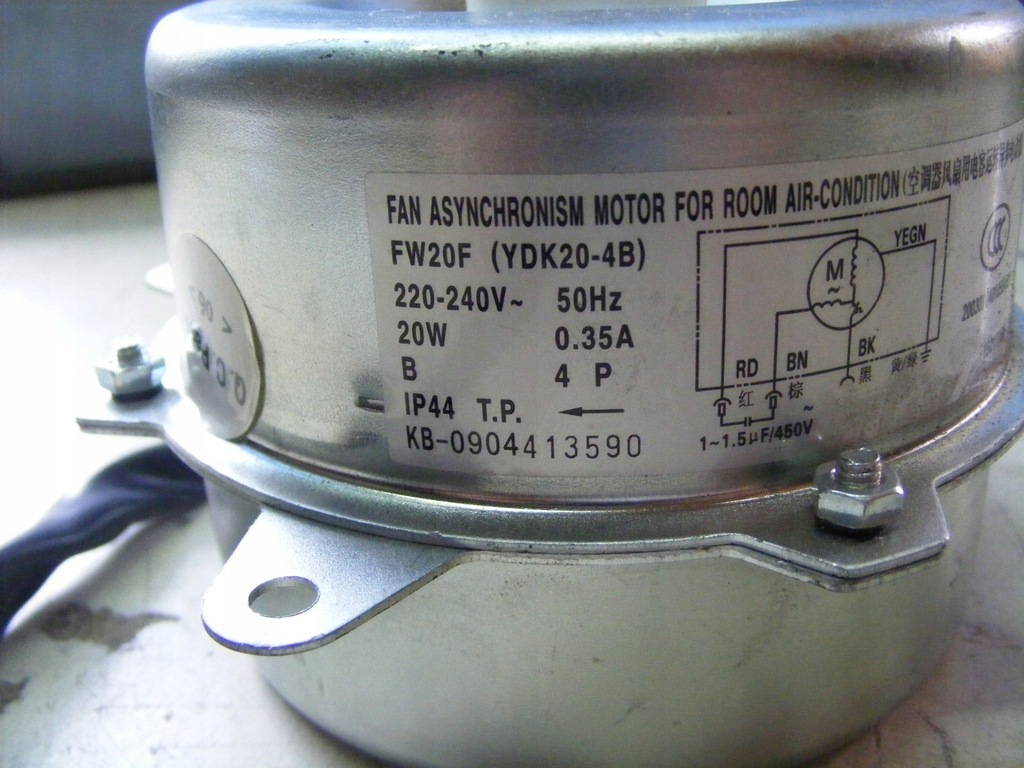 FAN ASYNCHRONISM MOTOR FOR ROOM AIR-CONDITION (空调器风扇用电容运转异步电动机
FW20F (YDK20-4B)
220-240V~ 50Hz
20W 0.35A
B 4 P
IP44 T.P. ←
KB-0904413590
M
~
YEGN
RD BN BK
红 棕 黑 黄/绿
~
1~1.5μF/450V
CCC
Q.C.